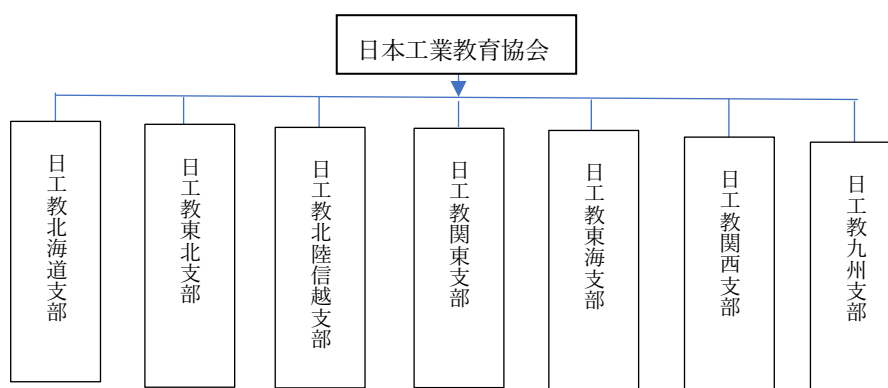 日本工業教育協会
日工教北海道支部
日工教東北支部
日工教北陸信越支部
日工教関東支部
日工教東海支部
日工教関西支部
日工教九州支部